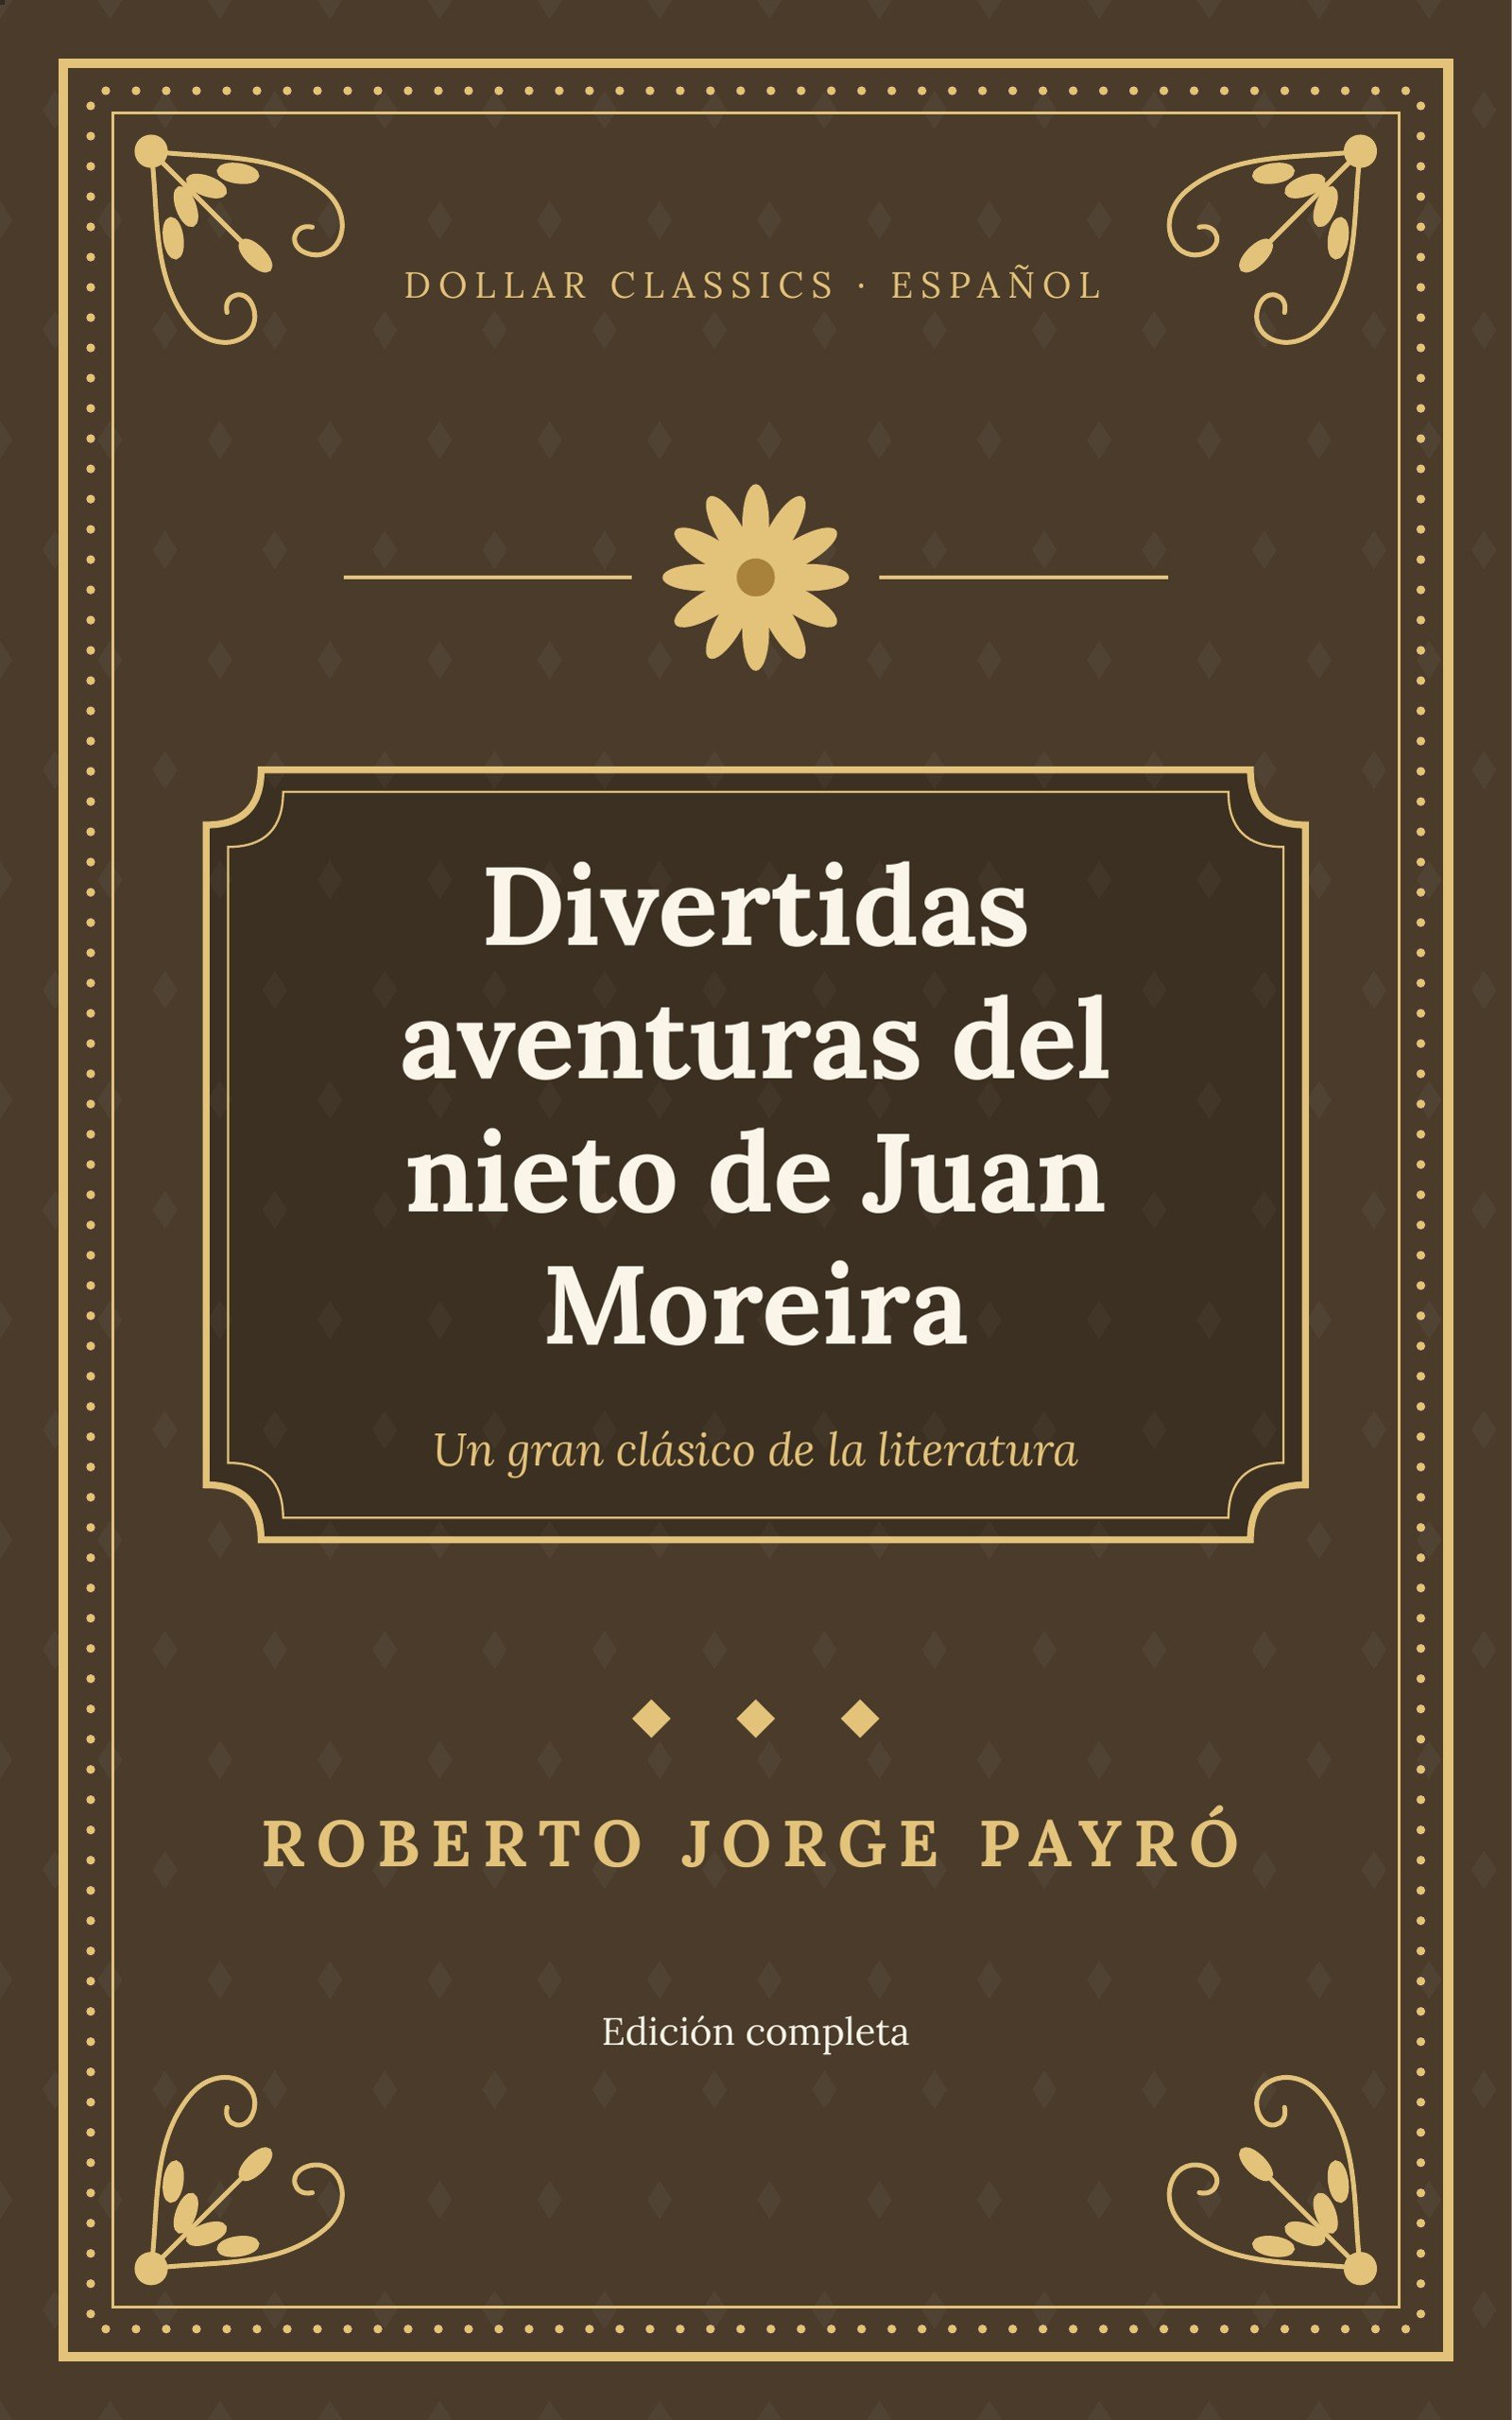 DOLLAR CLASSICS · ESPAÑOL
Divertidas
aventuras del
nieto de Juan
Moreira
Un gran clásico de la literatura
ROBERTO JORGE PAYRÓ
Edición completa